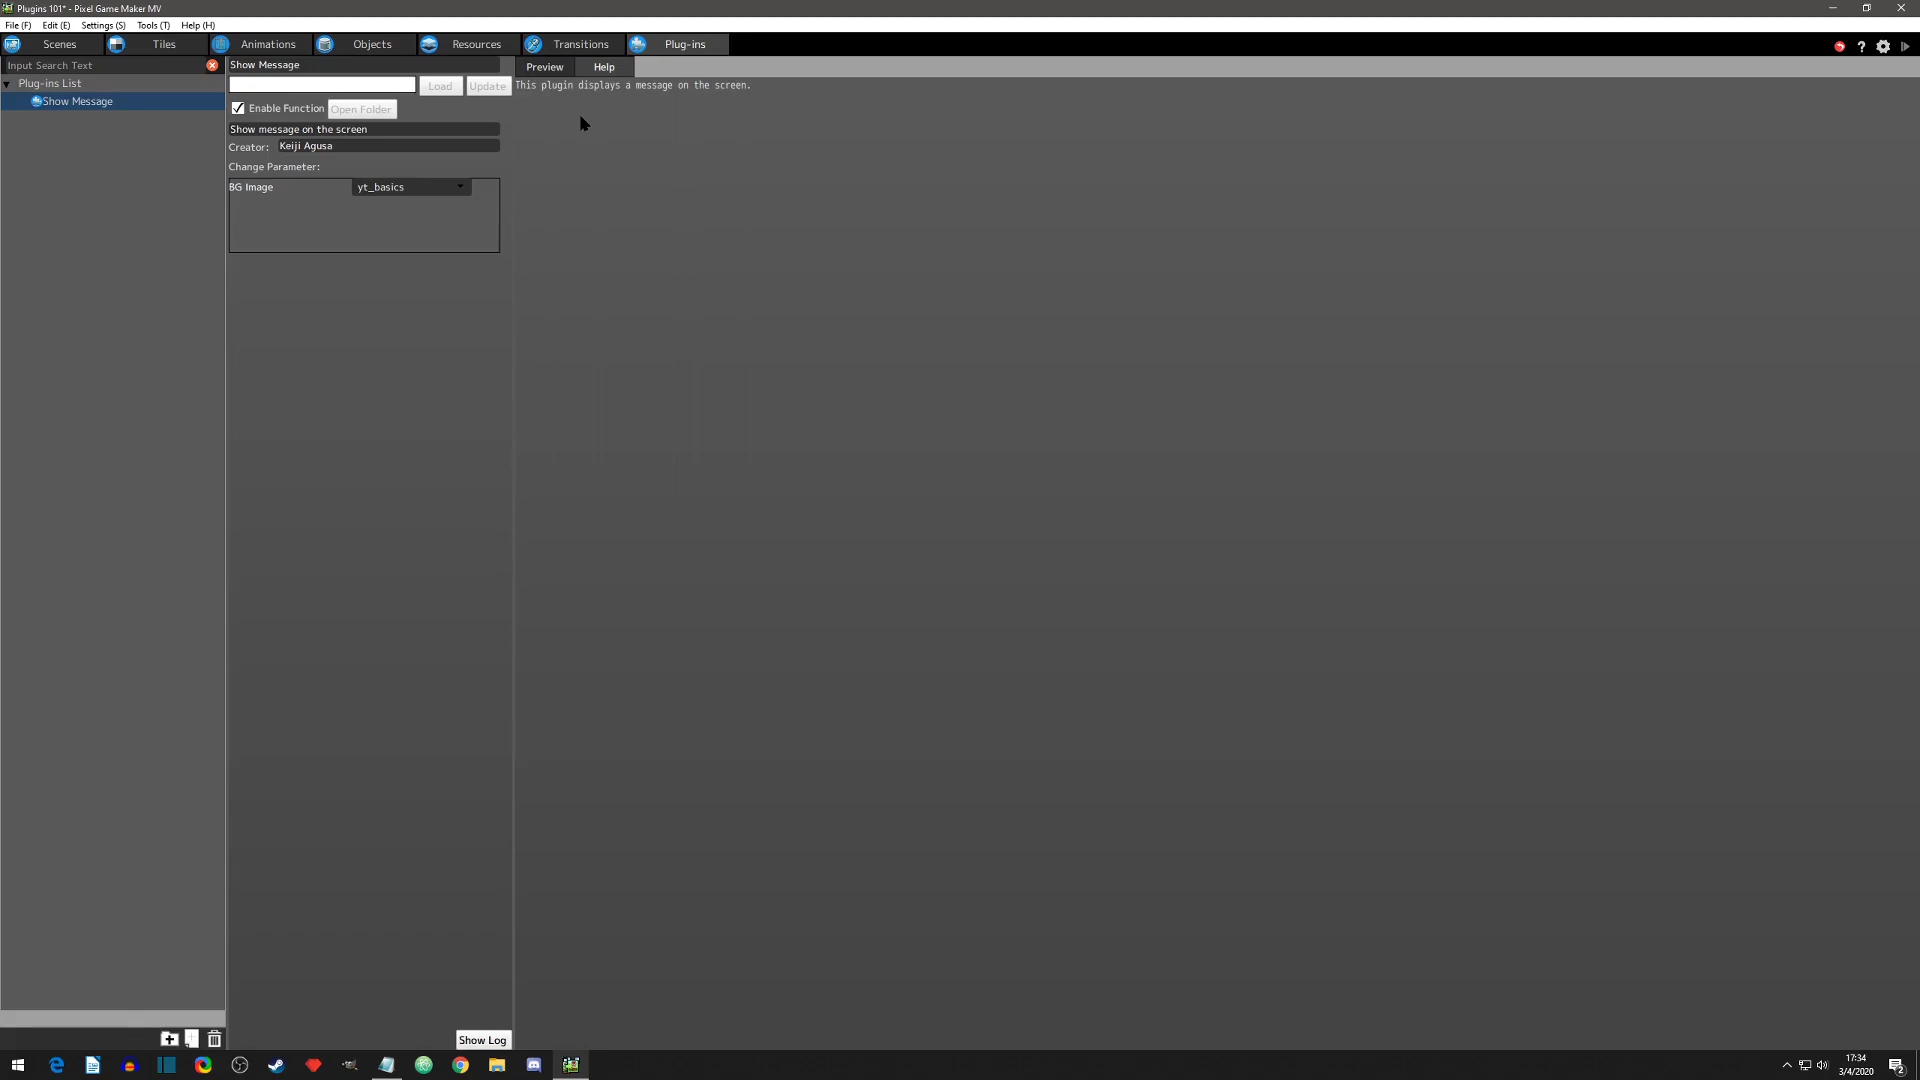 Plugins 101* - Pixel Game Maker MV
File (F) Edit (E) Settings (S) Tools (T) Help (H)
Scenes Tiles Animations Objects Resources Transitions Plug-ins
Input Search Text
Plug-ins List
Show Message
Show Message
Load Update
Enable Function Open Folder
Show message on the screen
Creator: Keiji Agusa
Change Parameter:
BG Image yt_basics
Preview Help
This plugin displays a message on the screen.
Show Log
17:34
3/4/2020
2